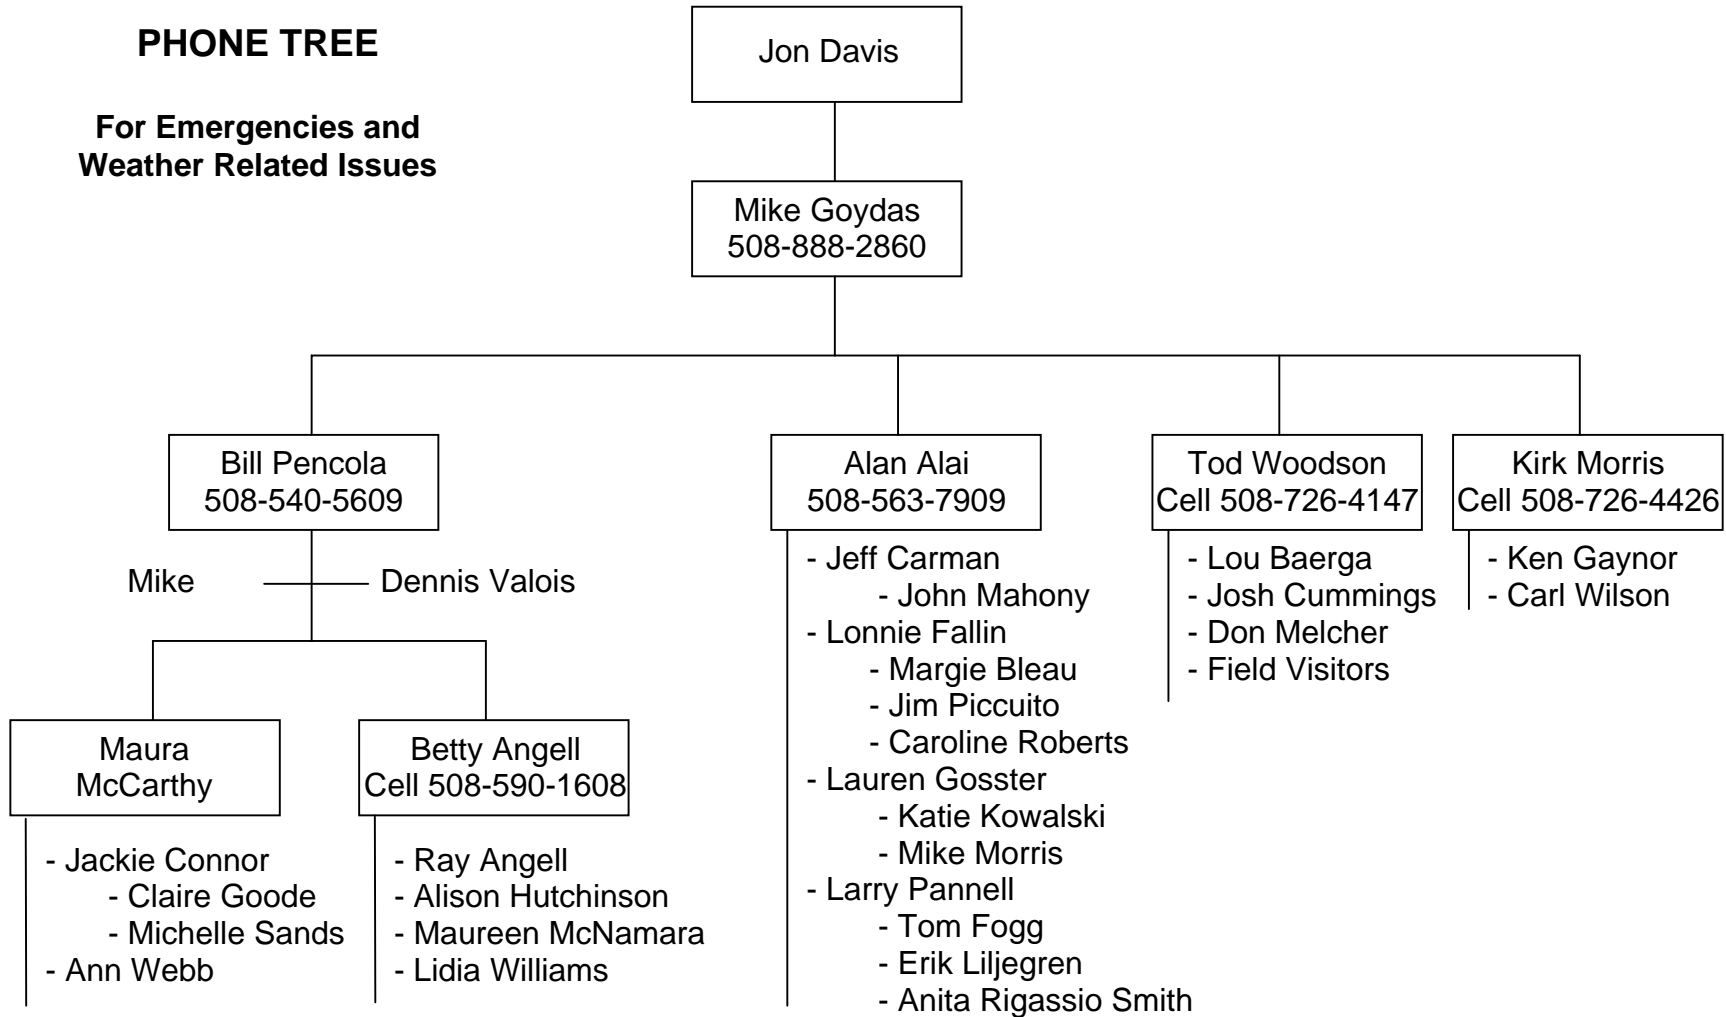 PHONE TREE
For Emergencies and
Weather Related Issues
Jon Davis
Mike Goydas
508-888-2860
Bill Pencola
508-540-5609
Mike
Dennis Valois
Maura
McCarthy
- Jackie Connor
- Claire Goode
- Michelle Sands
- Ann Webb
Betty Angell
Cell 508-590-1608
- Ray Angell
- Alison Hutchinson
- Maureen McNamara
- Lidia Williams
Alan Alai
508-563-7909
- Jeff Carman
- John Mahony
- Lonnie Fallin
- Margie Bleau
- Jim Piccuito
- Caroline Roberts
- Lauren Gosster
- Katie Kowalski
- Mike Morris
- Larry Pannell
- Tom Fogg
- Erik Liljegren
- Anita Rigassio Smith
Tod Woodson
Cell 508-726-4147
- Lou Baerga
- Josh Cummings
- Don Melcher
- Field Visitors
Kirk Morris
Cell 508-726-4426
- Ken Gaynor
- Carl Wilson